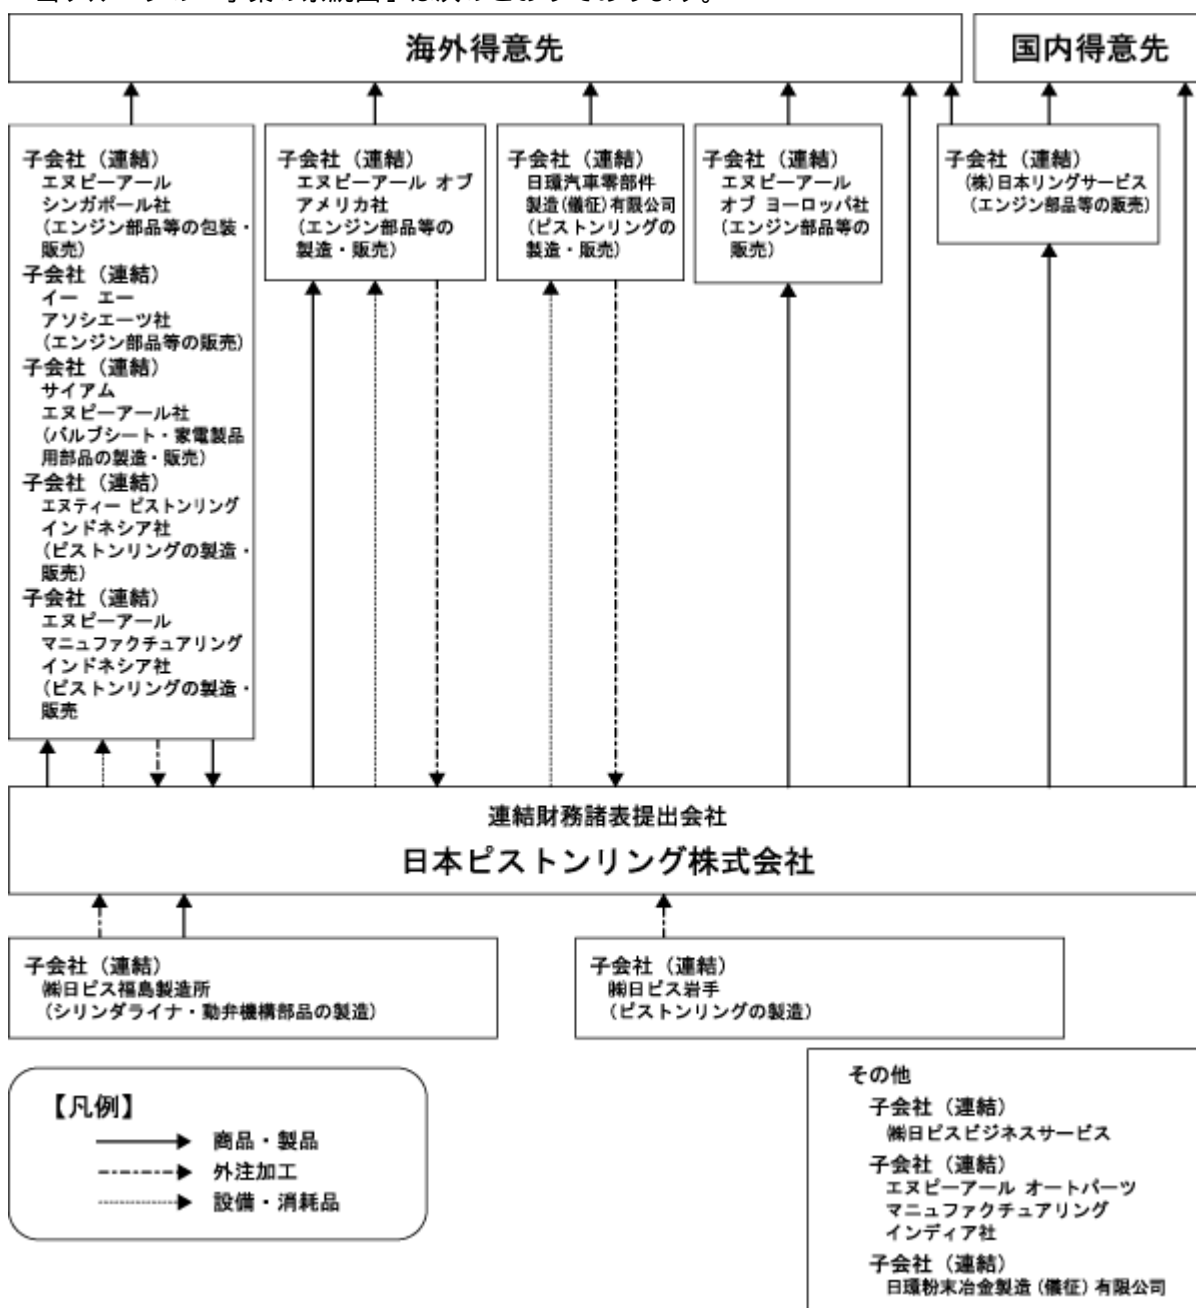 海外得意先
国内得意先
子会社（連結）
エヌピーアール
シンガポール社
(エンジン部品等の包装・
販売)
子会社（連結）
イー　エー
アソシエーツ社
(エンジン部品等の販売)
子会社（連結）
サイアム
エヌピーアール社
(バルブシート・家電製品
用部品の製造・販売)
子会社（連結）
エヌティー ピストンリング
インドネシア社
(ピストンリングの製造・
販売)
子会社（連結）
エヌピーアール
マニュファクチュアリング
インドネシア社
(ピストンリングの製造・
販売
子会社（連結）
エヌピーアール オブ
アメリカ社
(エンジン部品等の
製造・販売)
子会社（連結）
日環汽車零部件
製造(儀征)有限公司
(ピストンリングの
製造・販売)
子会社（連結）
エヌピーアール
オブ ヨーロッパ社
(エンジン部品等の
販売)
子会社（連結）
(株)日本リングサービス
(エンジン部品等の販売)
連結財務諸表提出会社
日本ピストンリング株式会社
子会社（連結）
㈱日ピス福島製造所
(シリンダライナ・動弁機構部品の製造)
子会社（連結）
㈱日ピス岩手
(ピストンリングの製造)
【凡例】
商品・製品
外注加工
設備・消耗品
その他
子会社（連結）
㈱日ピスビジネスサービス
子会社（連結）
エヌピーアール オートパーツ
マニュファクチュアリング
インディア社
子会社（連結）
日環粉末冶金製造(儀征)有限公司